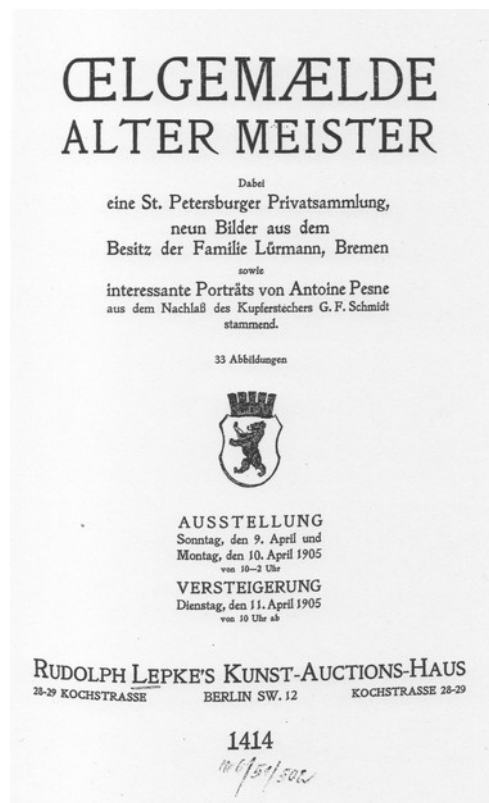 ŒLGEMÆLDE
ALTER MEISTER
Dabei
eine St. Petersburger Privatsammlung,
neun Bilder aus dem
Besitz der Familie Lürmann, Bremen
sowie
interessante Porträts von Antoine Pesne
aus dem Nachlaß des Kupferstechers G. F. Schmidt
stammend.
33 Abbildungen
AUSSTELLUNG
Sonntag, den 9. April und
Montag, den 10. April 1905
von 10—2 Uhr
VERSTEIGERUNG
Dienstag, den 11. April 1905
von 10 Uhr ab
RUDOLPH LEPKE'S KUNST-AUCTIONS-HAUS
28-29 KOCHSTRASSE BERLIN SW. 12 KOCHSTRASSE 28-29
1414